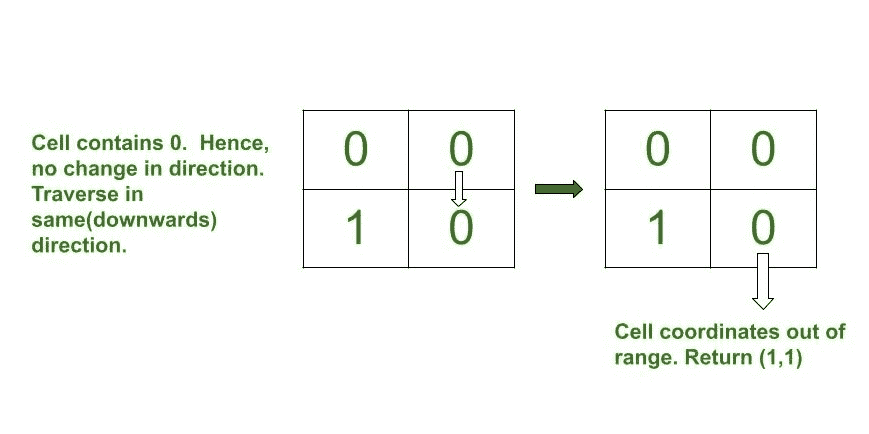 Cell contains 0.  Hence,
no change in direction.
Traverse in
same(downwards)
direction.
0 0
1 0
0 0
1 0
Cell coordinates out of
range. Return (1,1)